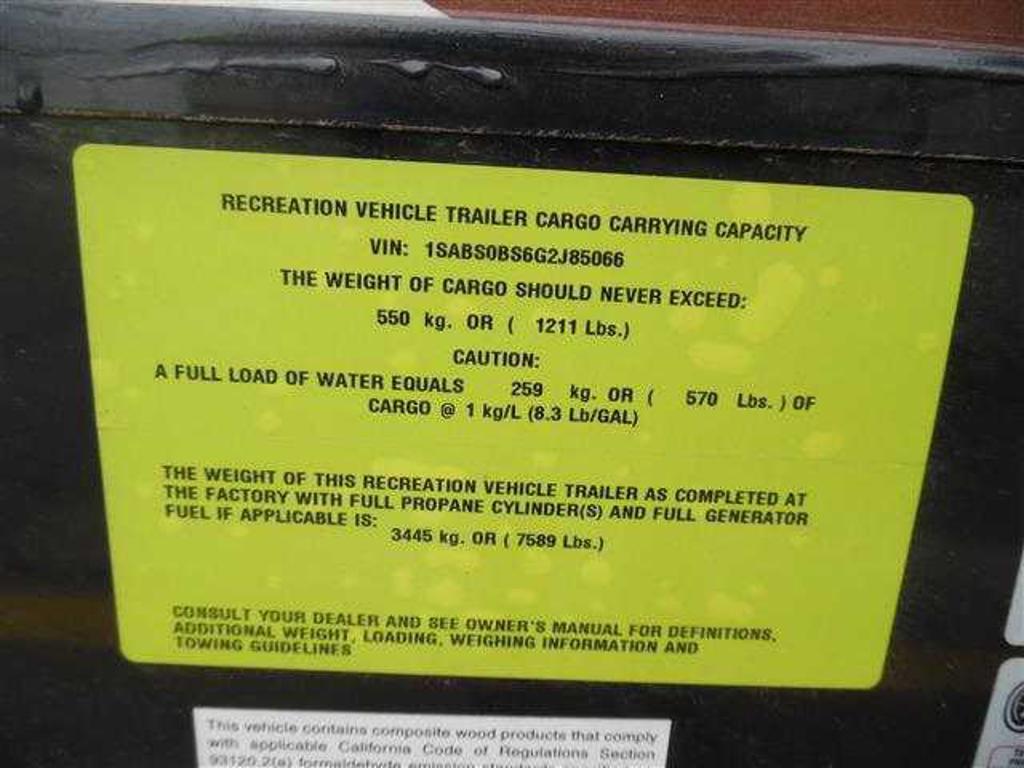 RECREATION VEHICLE TRAILER CARGO CARRYING CAPACITY
VIN: 1SABS0BS6G2J85066
THE WEIGHT OF CARGO SHOULD NEVER EXCEED:
550 kg. OR ( 1211 Lbs.)
CAUTION:
A FULL LOAD OF WATER EQUALS 259 kg. OR ( 570 Lbs. ) OF
CARGO @ 1 kg/L (8.3 Lb/GAL)
THE WEIGHT OF THIS RECREATION VEHICLE TRAILER AS COMPLETED AT
THE FACTORY WITH FULL PROPANE CYLINDER(S) AND FULL GENERATOR
FUEL IF APPLICABLE IS:
3445 kg. OR ( 7589 Lbs.)
CONSULT YOUR DEALER AND SEE OWNER'S MANUAL FOR DEFINITIONS,
ADDITIONAL WEIGHT, LOADING, WEIGHING INFORMATION AND
TOWING GUIDELINES
This vehicle contains composite wood products that comply
with applicable California Code of Regulations Section
93120.2(a) formaldehyde emission standards